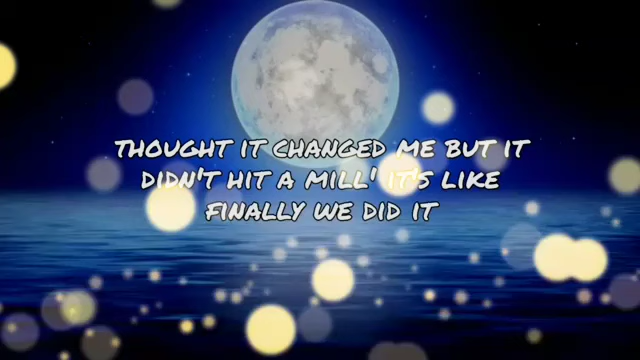 THOUGHT IT CHANGED ME BUT IT
DIDN'T HIT A MILL' IT'S LIKE
FINALLY WE DID IT